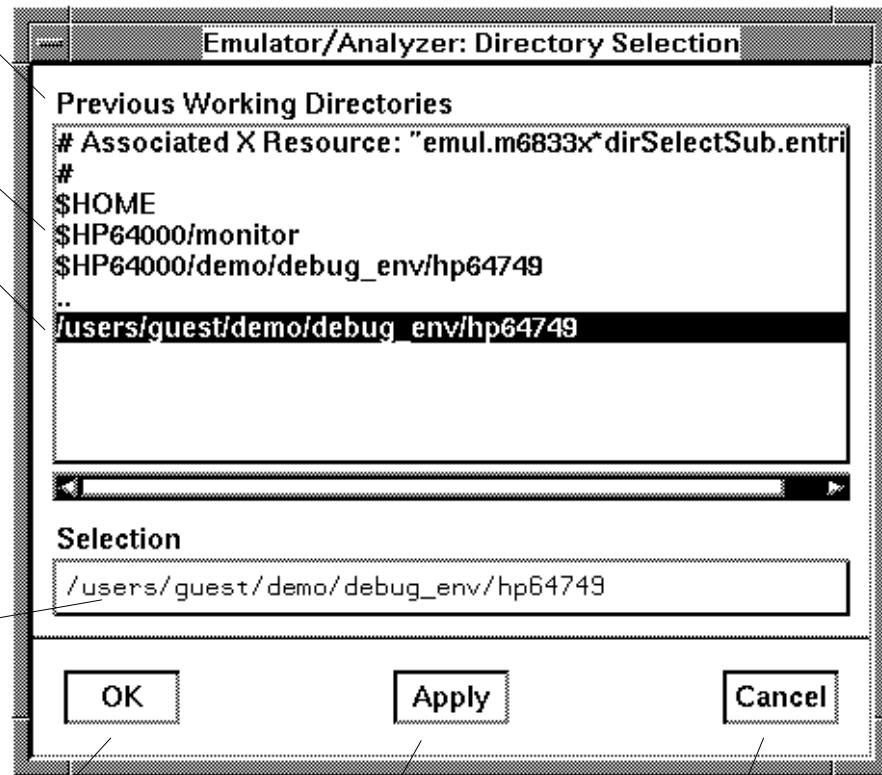 Emulator/Analyzer: Directory Selection
Previous Working Directories
# Associated X Resource: "emul.m6833x*dirSelectSub.entri
#
$HOME
$HP64000/monitor
$HP64000/demo/debug_env/hp64749
..
/users/guest/demo/debug_env/hp64749
Selection
/users/guest/demo/debug_env/hp64749
OK Apply Cancel